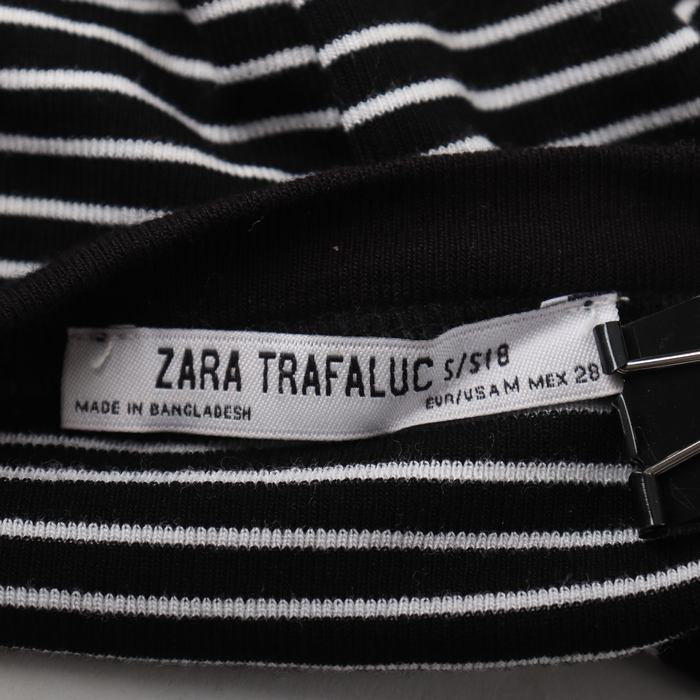 ZARA TRAFALUC S/S18
MADE IN BANGLADESH EUR/USA M MEX 28